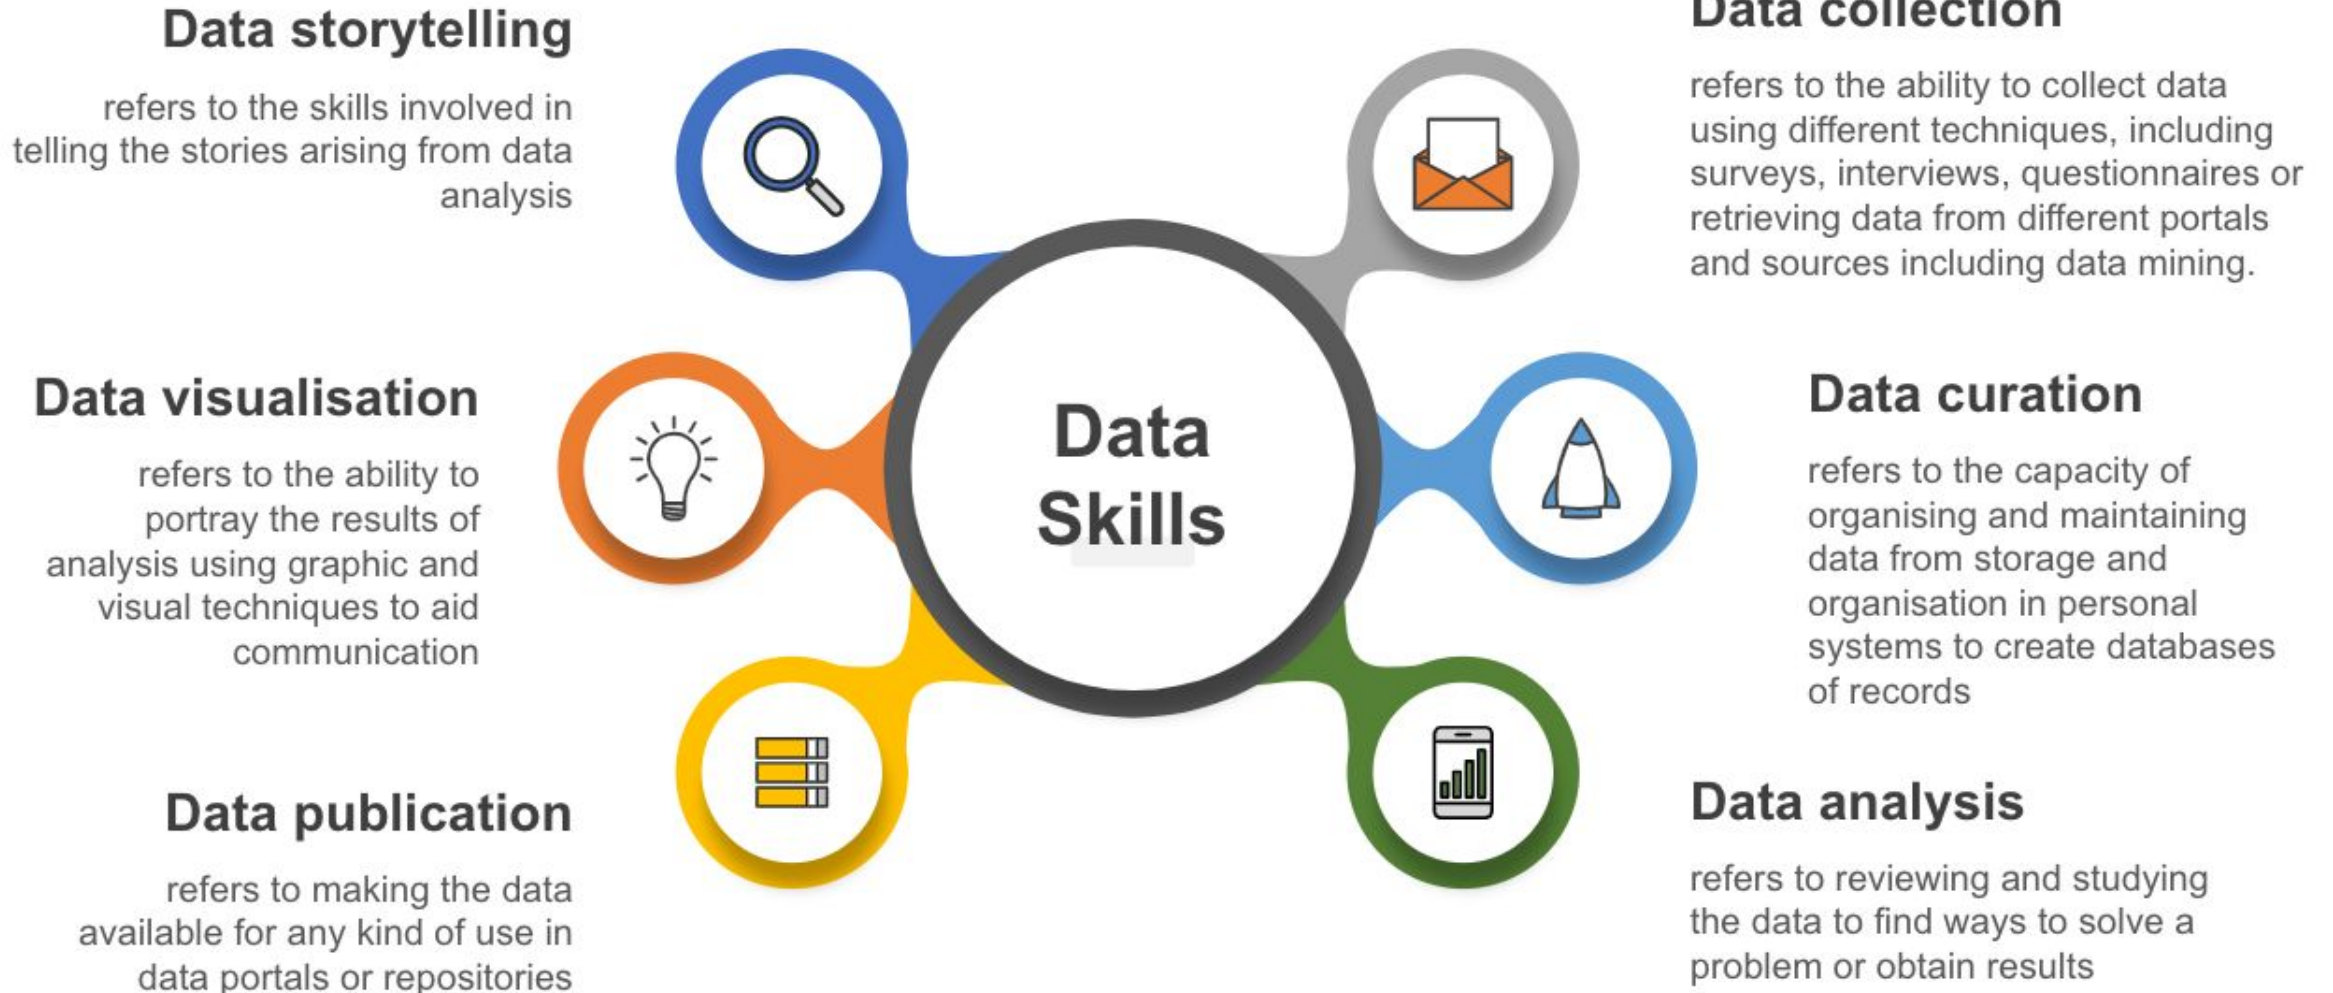 Data storytelling
refers to the skills involved in
telling the stories arising from data
analysis
Data visualisation
refers to the ability to
portray the results of
analysis using graphic and
visual techniques to aid
communication
Data publication
refers to making the data
available for any kind of use in
data portals or repositories
Data
Skills
Data collection
refers to the ability to collect data
using different techniques, including
surveys, interviews, questionnaires or
retrieving data from different portals
and sources including data mining.
Data curation
refers to the capacity of
organising and maintaining
data from storage and
organisation in personal
systems to create databases
of records
Data analysis
refers to reviewing and studying
the data to find ways to solve a
problem or obtain results